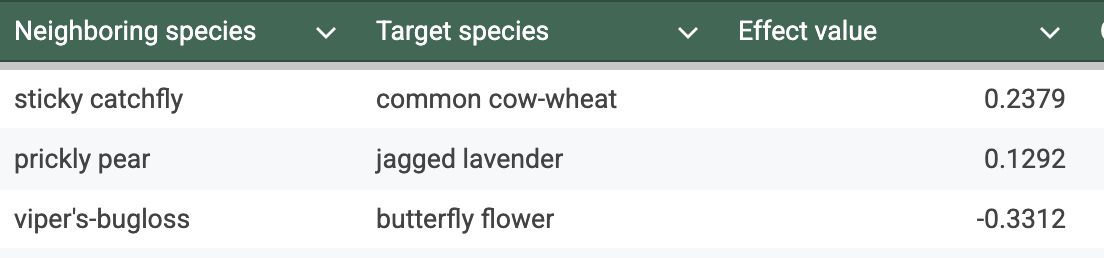 Neighboring species Target species Effect value
sticky catchfly common cow-wheat 0.2379
prickly pear jagged lavender 0.1292
viper's-bugloss butterfly flower -0.3312